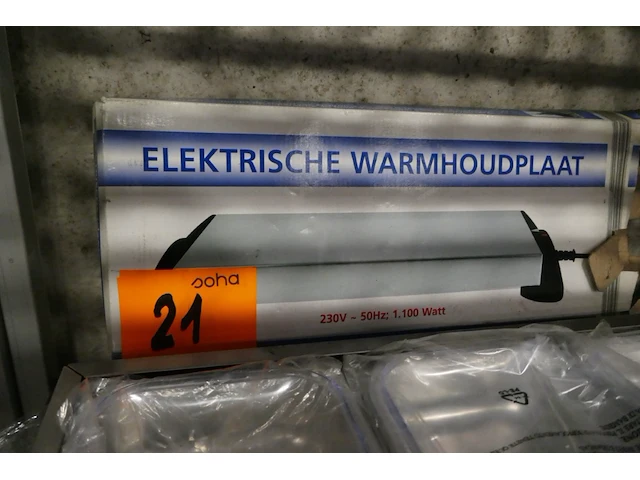 ELEKTRISCHE WARMHOUDPLAAT
soha
21
230V - 50Hz; 1.100 Watt